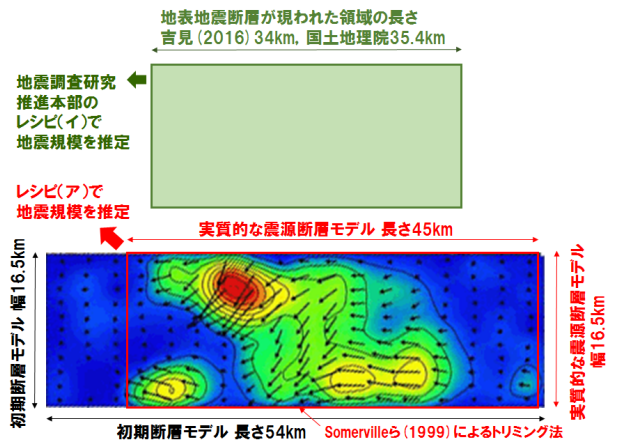 地表地震断層が現われた領域の長さ
吉見（2016）34km，国土地理院35.4km
地震調査研究
推進本部の
レシピ（イ）で
地震規模を推定
レシピ（ア）で
地震規模を推定
実質的な震源断層モデル 長さ45km
初期断層モデル 幅16.5km
実質的な震源断層モデル
幅16.5km
初期断層モデル 長さ54km
Somervilleら（1999）によるトリミング法